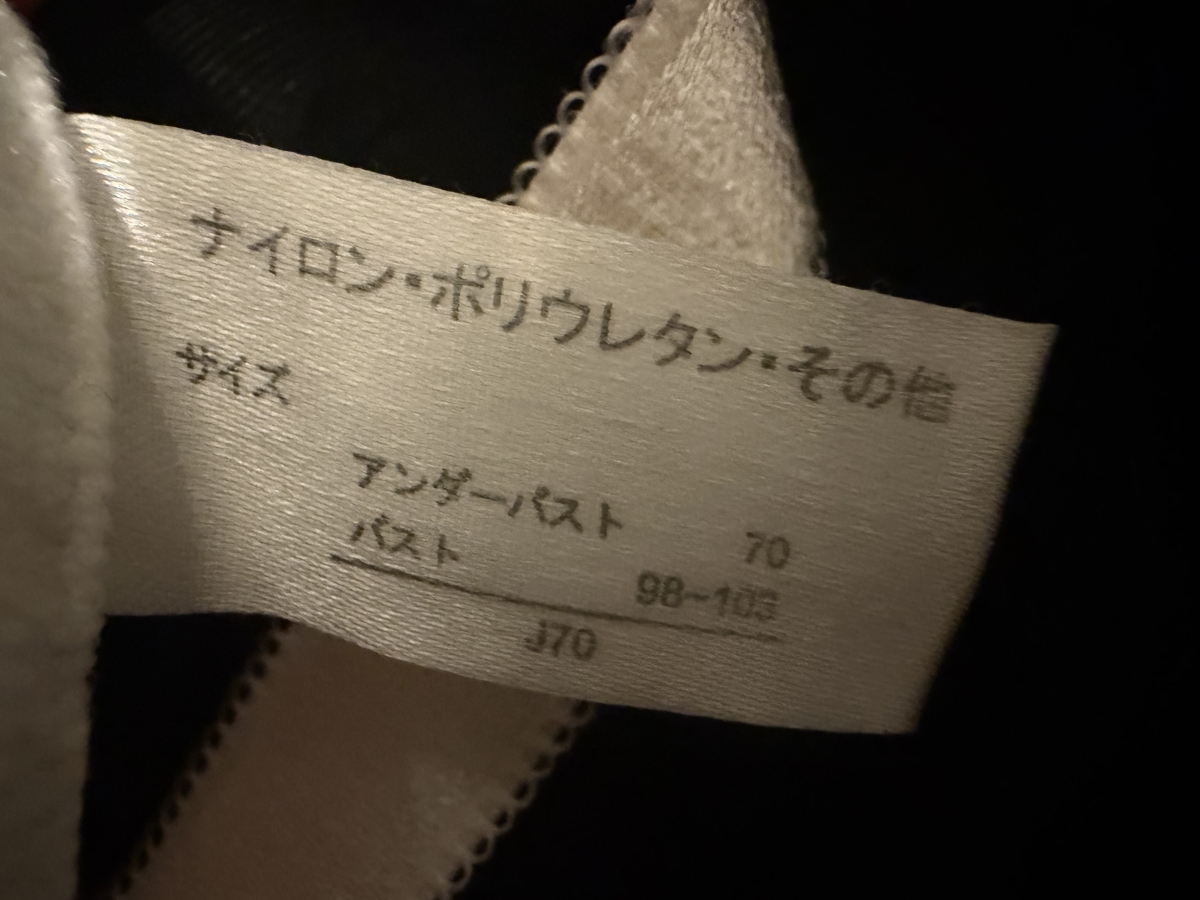 ナイロン・ポリウレタン・その他
サイズ
アンダーバスト 70
バスト 98-103
J70